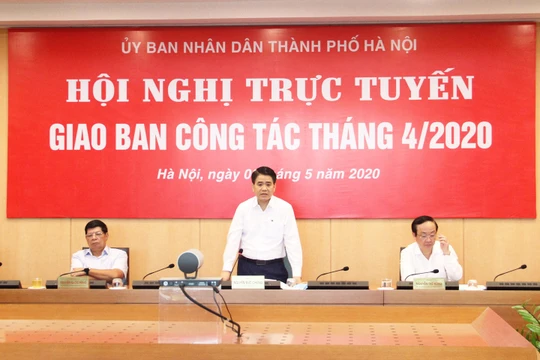 ỦY BAN NHÂN DÂN THÀNH PHỐ HÀ NỘI
HỘI NGHỊ TRỰC TUYẾN
GIAO BAN CÔNG TÁC THÁNG 4/2020
Hà Nội, ngày tháng 5 năm 2020